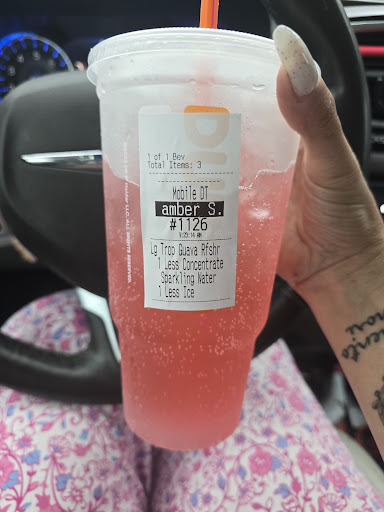 1 of 1 Bev
Total Items: 3
Mobile DT
amber S.
#1126
Lg Trop Guava Rfshr
1 Less Concentrate
Sparkling Water
1 Less Ice